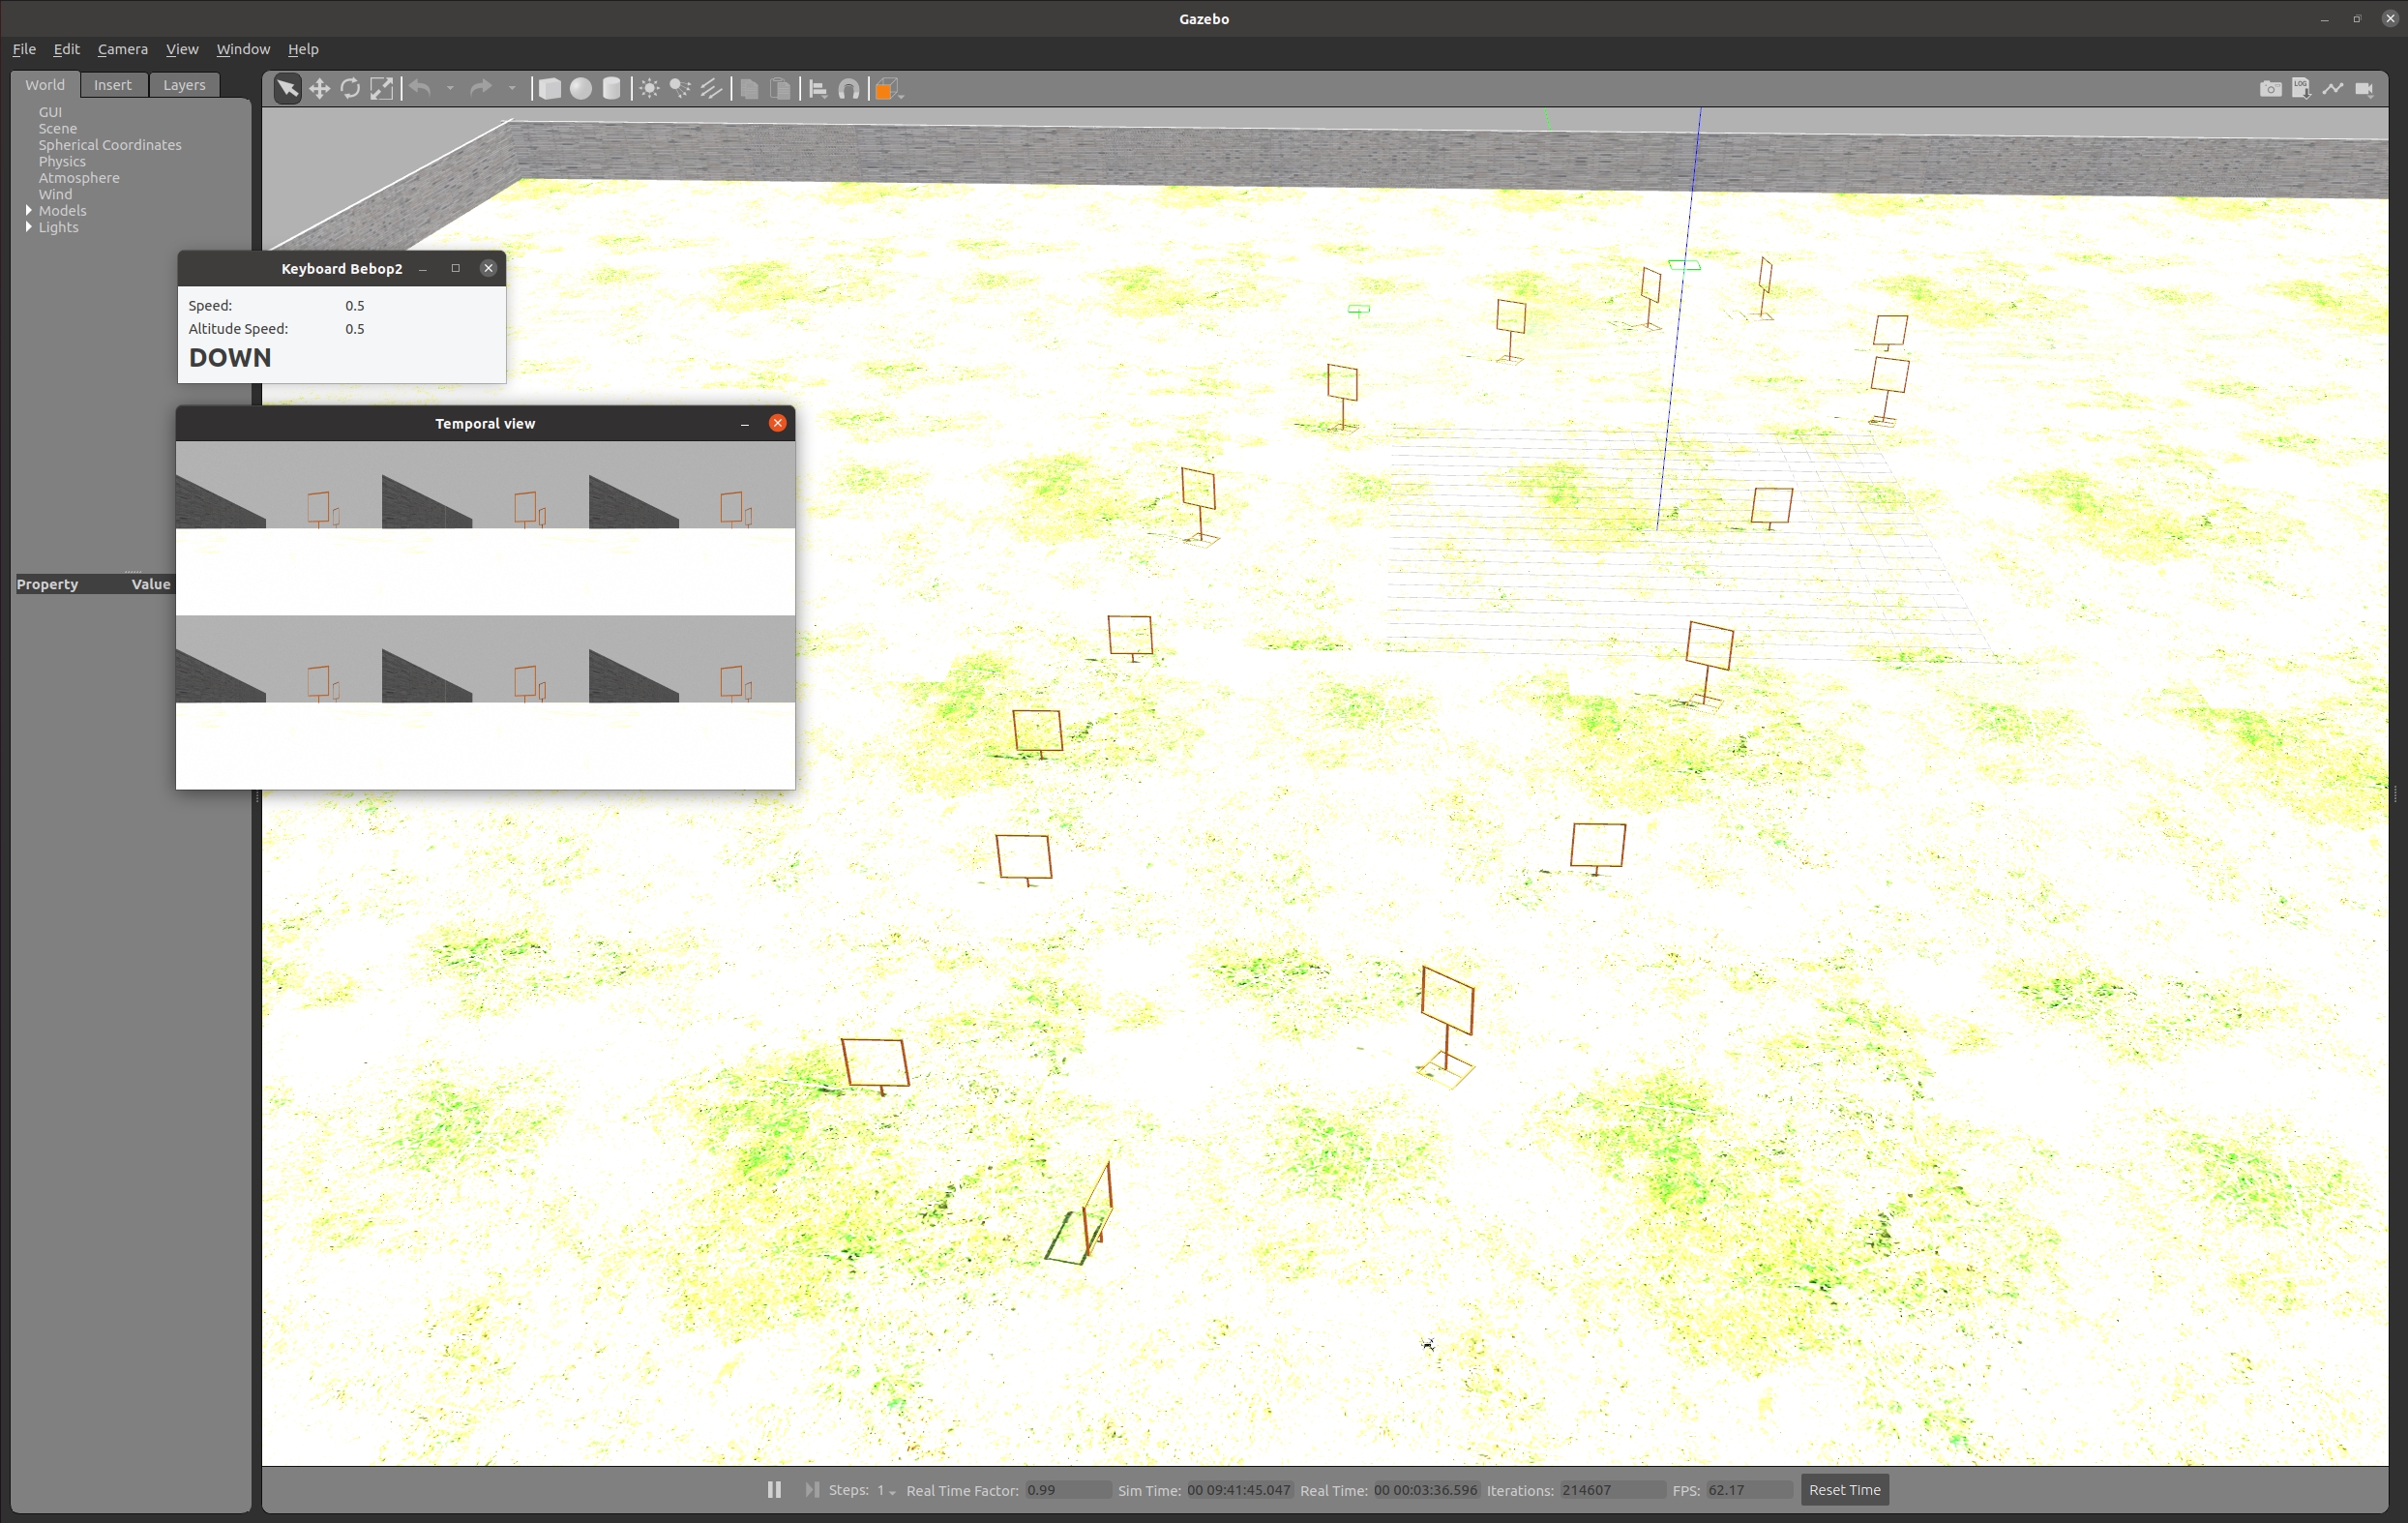 Gazebo
File Edit Camera View Window Help
World Insert Layers
GUI
Scene
Spherical Coordinates
Physics
Atmosphere
Wind
Models
Lights
LOG
Keyboard Bebop2
Speed: 0.5
Altitude Speed: 0.5
DOWN
Temporal view
Property Value
Steps: 1 Real Time Factor: 0.99 Sim Time: 00 09:41:45.047 Real Time: 00 00:03:36.596 Iterations: 214607 FPS: 62.17 Reset Time